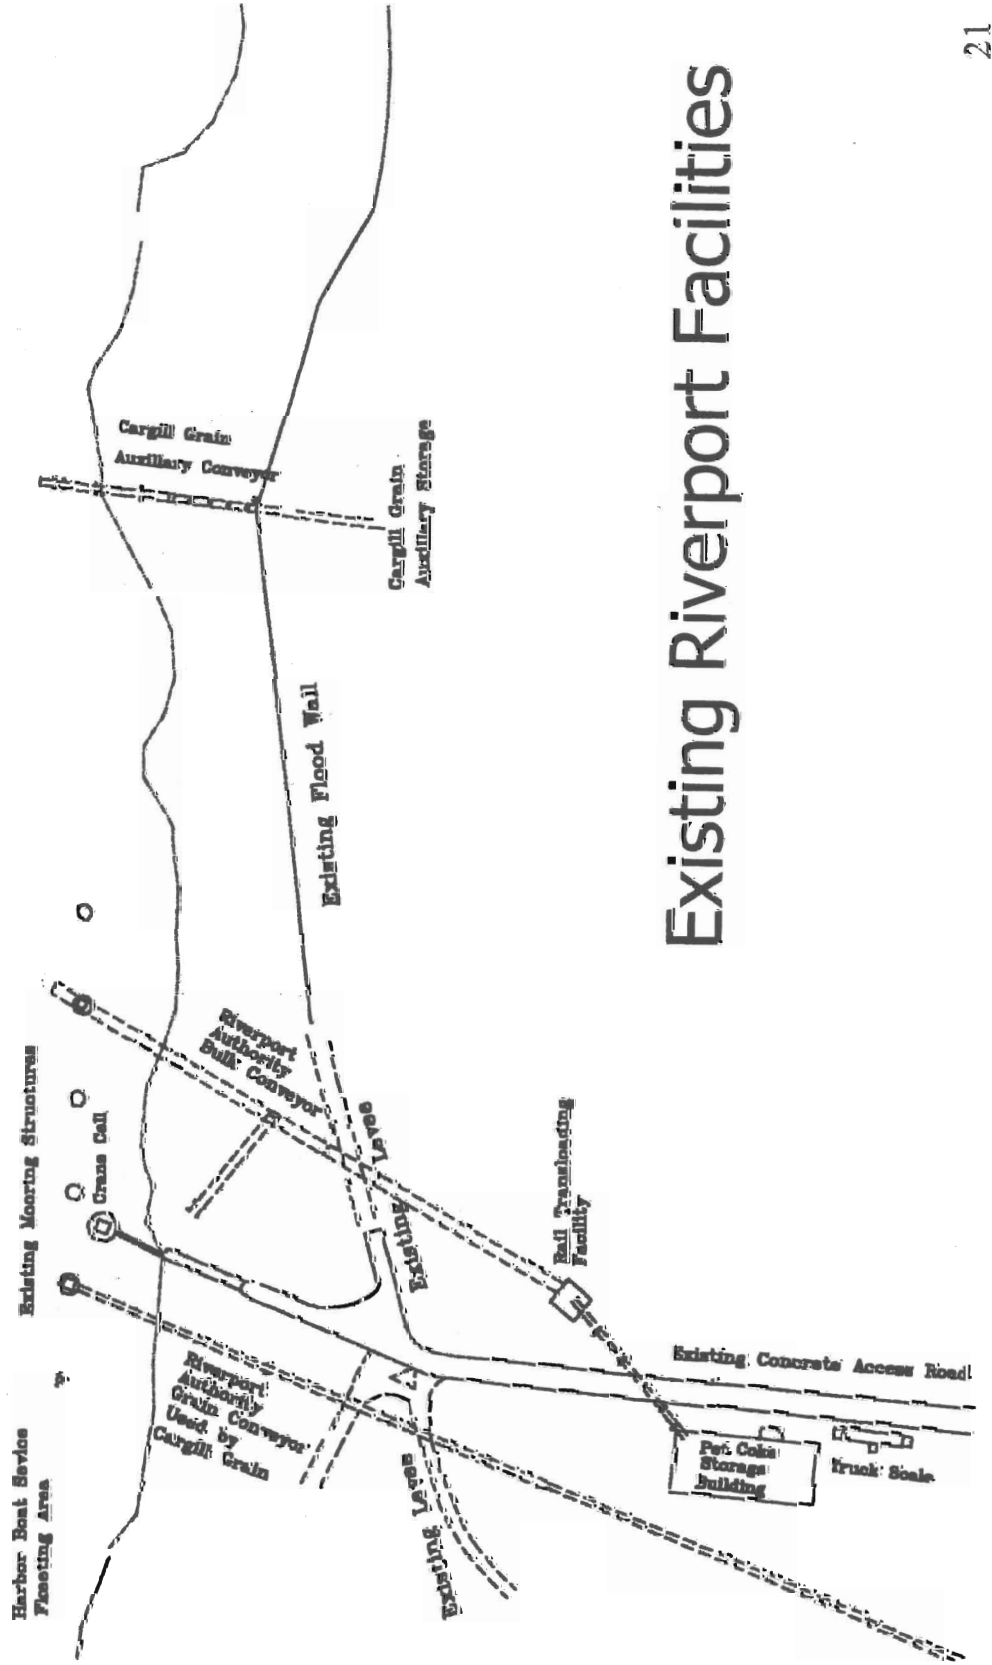 Harbor Boat Sevice
Fleeting Area
Existing Mooring Structures
Crane Cell
Riverport
Authority
Grain Conveyor
Used by
Cargill Grain
Riverport
Authority
Bulk Conveyor
Cargill Grain
Auxiliary Conveyor
Cargill Grain
Auxiliary Storage
Existing Flood Wall
Existing Levee
Existing Levee
Rail Transloading
Facility
Existing Concrete Access Road
Pet. Coke
Storage
Building
Truck Scale
Existing Riverport Facilities
21